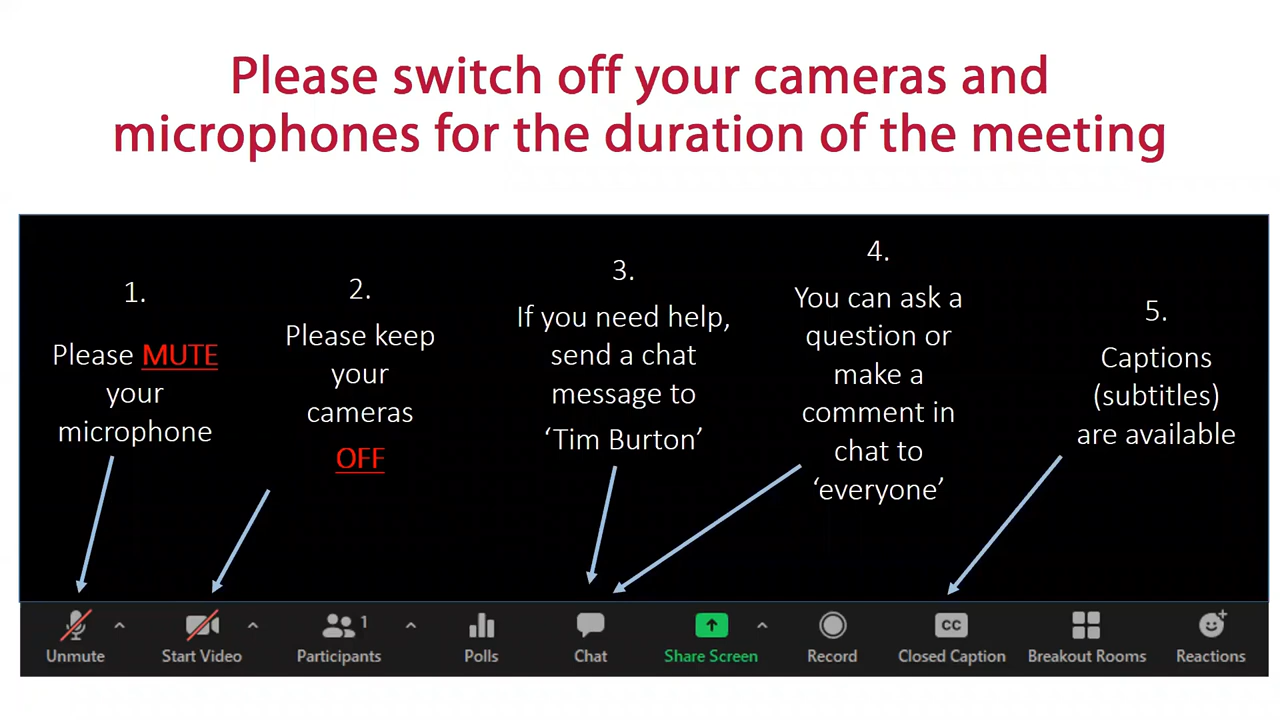 Please switch off your cameras and
microphones for the duration of the meeting
1.
Please MUTE
your
microphone
2.
Please keep
your
cameras
OFF
3.
If you need help,
send a chat
message to
‘Tim Burton’
4.
You can ask a
question or
make a
comment in
chat to
‘everyone’
5.
Captions
(subtitles)
are available
1
CC
Unmute
Start Video
Participants
Polls
Chat
Share Screen
Record
Closed Caption
Breakout Rooms
Reactions